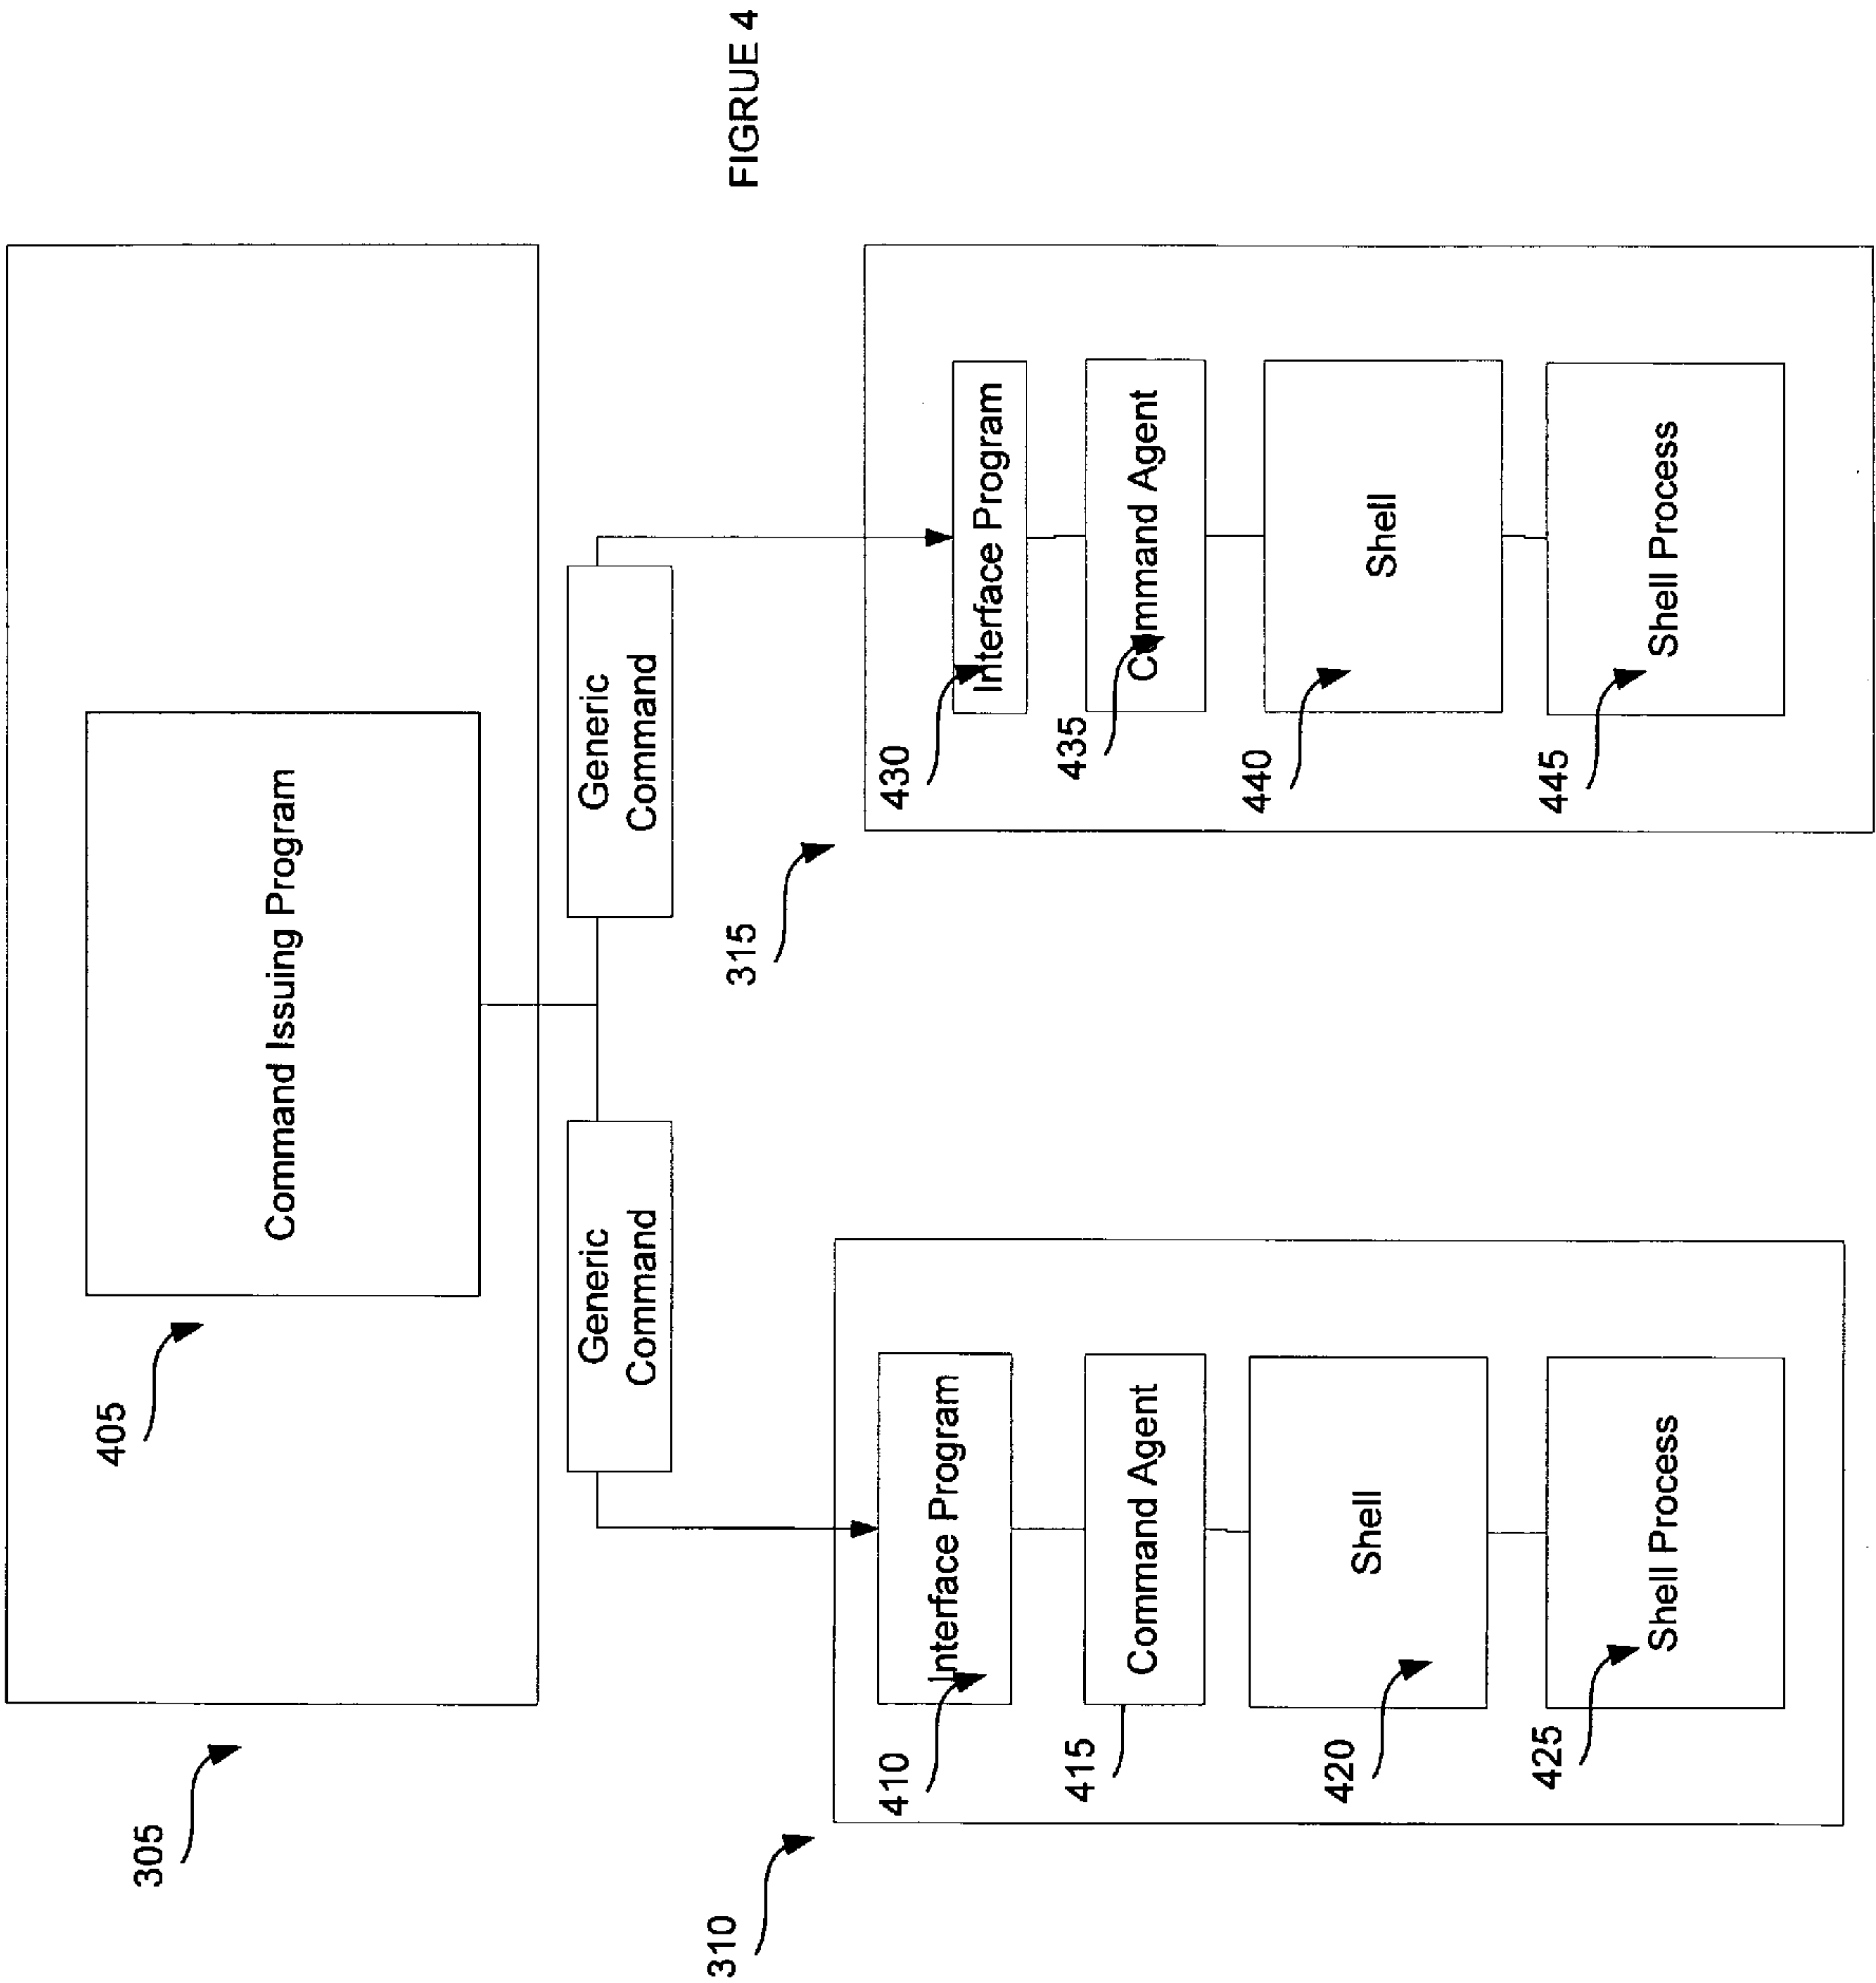 305
405
Command Issuing Program
Generic
Command
Generic
Command
310
410
Interface Program
415
Command Agent
420
Shell
425
Shell Process
315
430
Interface Program
435
Command Agent
440
Shell
445
Shell Process
FIGRUE 4